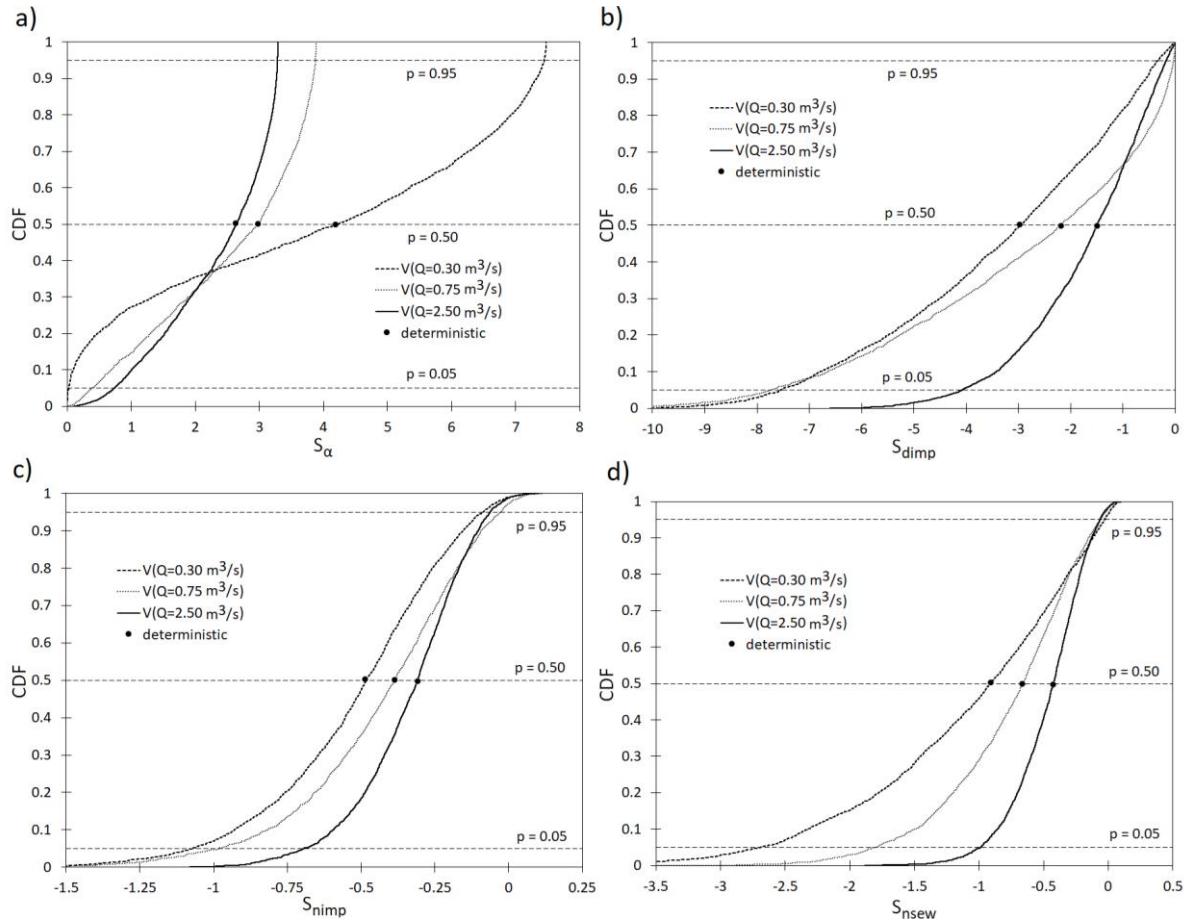 a)
CDF
1
0.9
0.8
0.7
0.6
0.5
0.4
0.3
0.2
0.1
0
p = 0.95
p = 0.50
V(Q=0.30 m³/s)
V(Q=0.75 m³/s)
V(Q=2.50 m³/s)
deterministic
p = 0.05
0 1 2 3 4 5 6 7 8
Sα
b)
CDF
1
0.9
0.8
0.7
0.6
0.5
0.4
0.3
0.2
0.1
0
p = 0.95
V(Q=0.30 m³/s)
V(Q=0.75 m³/s)
V(Q=2.50 m³/s)
deterministic
p = 0.50
p = 0.05
-10 -9 -8 -7 -6 -5 -4 -3 -2 -1 0
Sdimp
c)
CDF
1
0.9
0.8
0.7
0.6
0.5
0.4
0.3
0.2
0.1
0
p = 0.95
V(Q=0.30 m³/s)
V(Q=0.75 m³/s)
V(Q=2.50 m³/s)
deterministic
p = 0.50
p = 0.05
-1.5 -1.25 -1 -0.75 -0.5 -0.25 0 0.25
Snimp
d)
CDF
1
0.9
0.8
0.7
0.6
0.5
0.4
0.3
0.2
0.1
0
p = 0.95
V(Q=0.30 m³/s)
V(Q=0.75 m³/s)
V(Q=2.50 m³/s)
deterministic
p = 0.50
p = 0.05
-3.5 -3 -2.5 -2 -1.5 -1 -0.5 0 0.5
Snsew